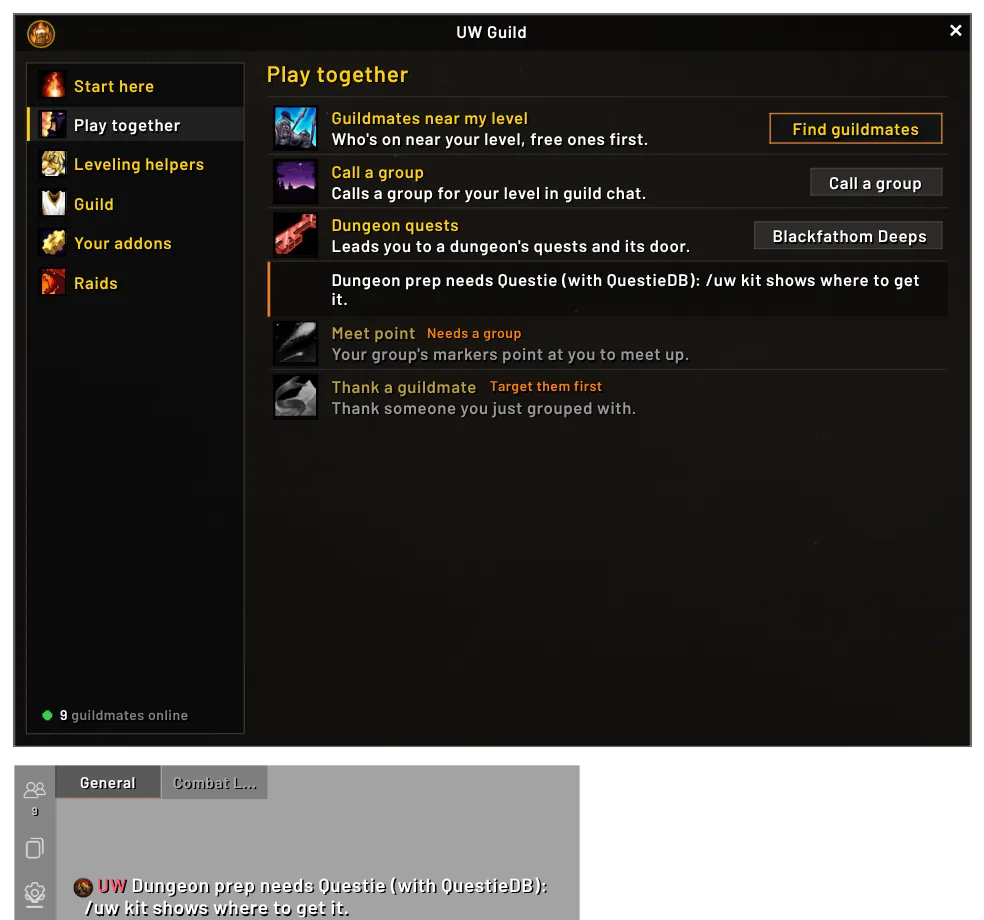 UW Guild
Start here
Play together
Leveling helpers
Guild
Your addons
Raids
9 guildmates online
Play together
Guildmates near my level
Who's on near your level, free ones first.
Find guildmates
Call a group
Calls a group for your level in guild chat.
Call a group
Dungeon quests
Leads you to a dungeon's quests and its door.
Blackfathom Deeps
Dungeon prep needs Questie (with QuestieDB): /uw kit shows where to get
it.
Meet point Needs a group
Your group's markers point at you to meet up.
Thank a guildmate Target them first
Thank someone you just grouped with.
General
Combat L...
9
UW Dungeon prep needs Questie (with QuestieDB):
/uw kit shows where to get it.